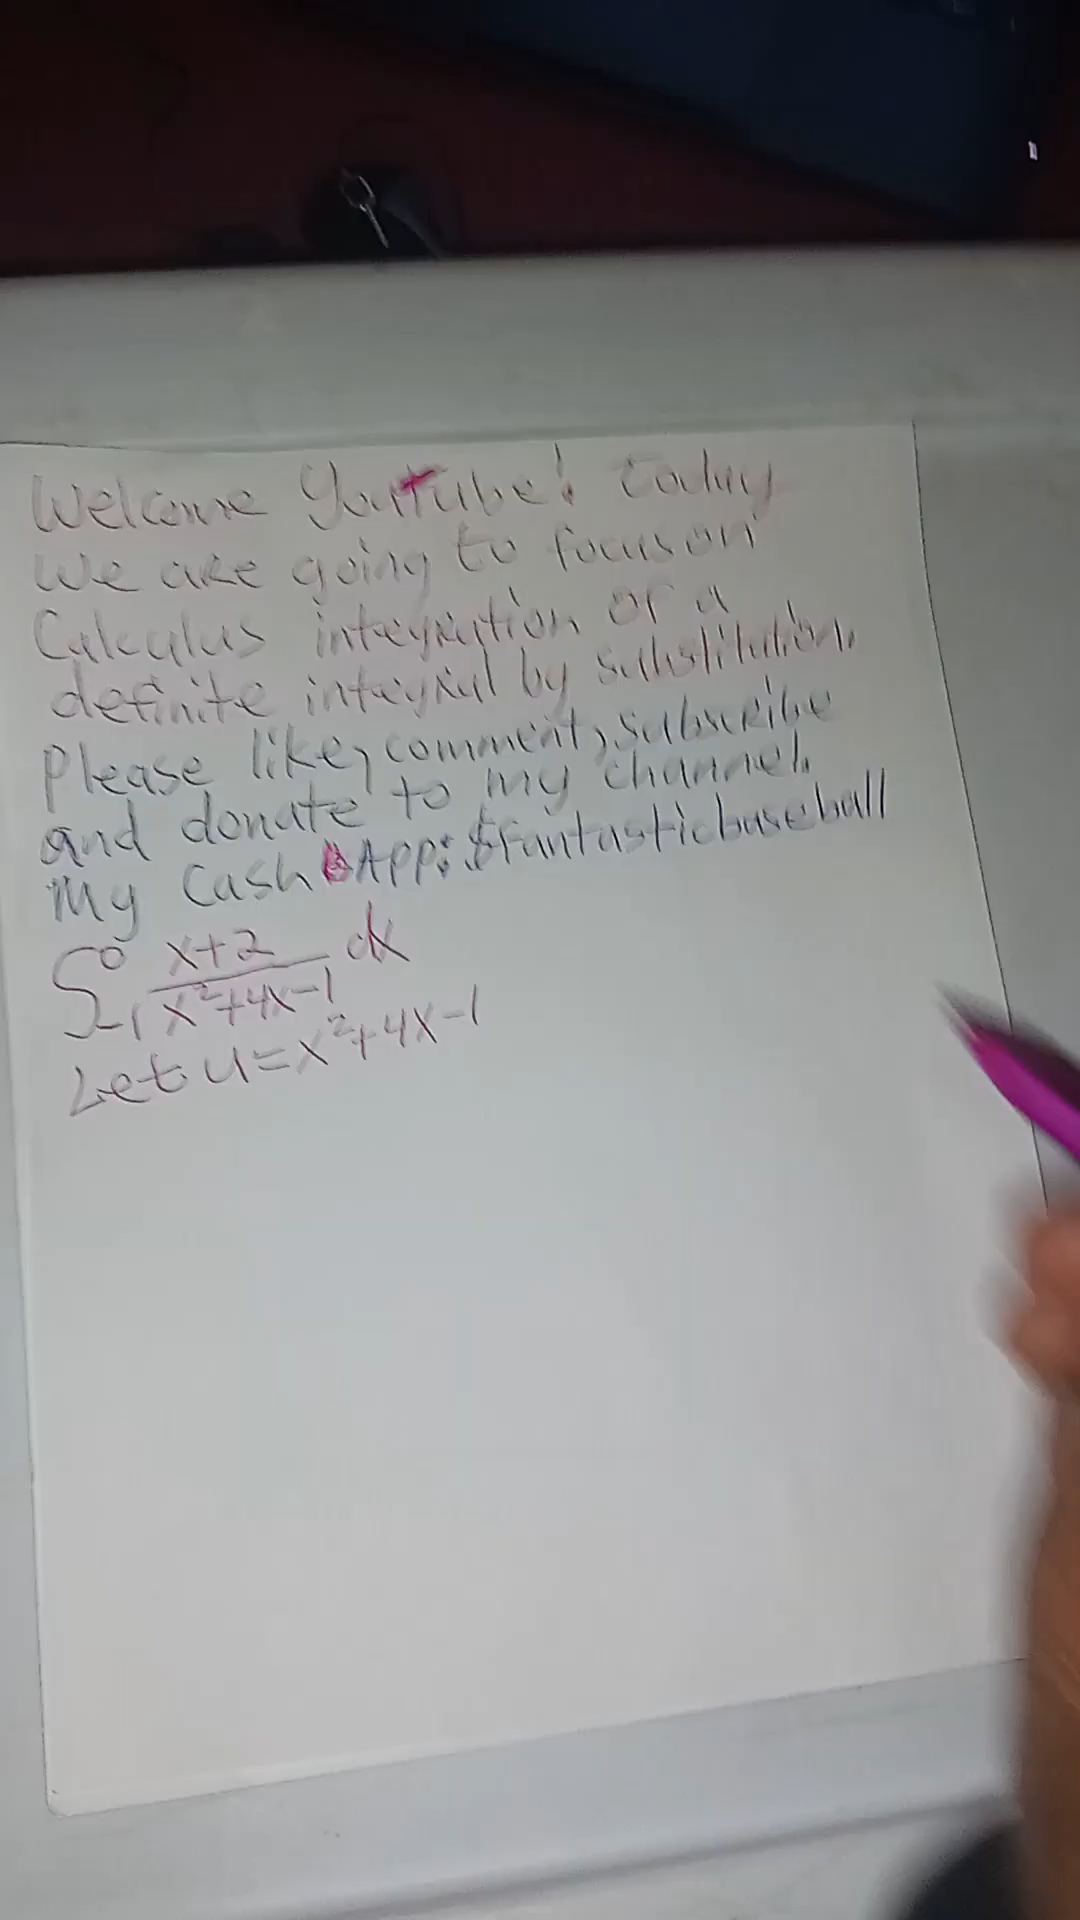 Welcome YouTube! today
we are going to focus on
Calculus integration of a
definite integral by substitution.
Please like, comment, subscribe
and donate to my channel.
My Cash App: $fantasticbaseball
∫₋₁⁰ (x+2)/(x²+4x-1) dx
Let u=x²+4x-1